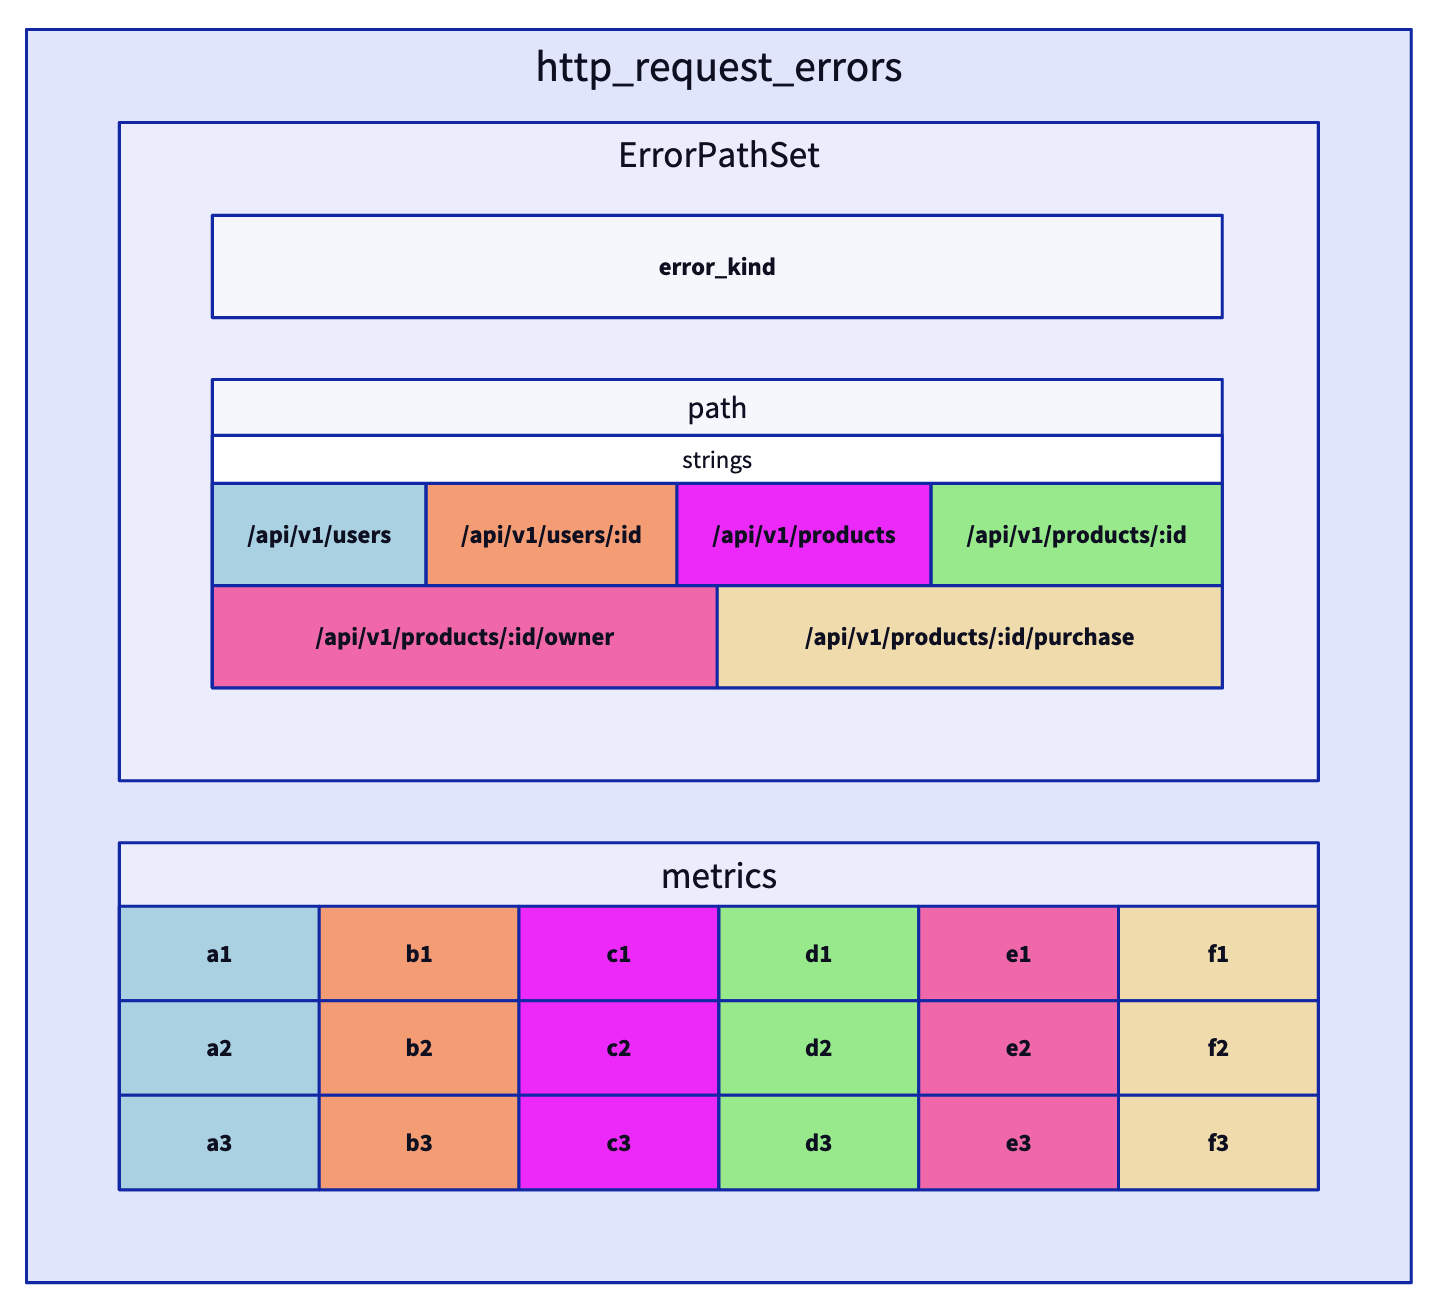 http_request_errors
ErrorPathSet
error_kind
path
strings
/api/v1/users /api/v1/users/:id /api/v1/products /api/v1/products/:id
/api/v1/products/:id/owner /api/v1/products/:id/purchase
metrics
a1 b1 c1 d1 e1 f1
a2 b2 c2 d2 e2 f2
a3 b3 c3 d3 e3 f3